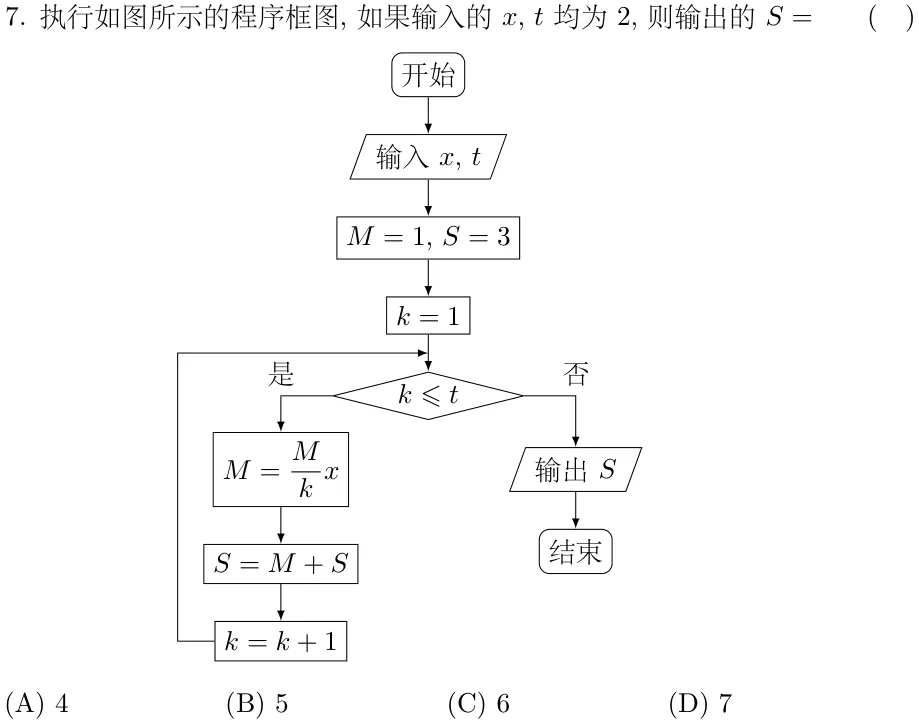 7. 执行如图所示的程序框图, 如果输入的 x, t 均为 2, 则输出的 S = ( )
开始
输入 x, t
M = 1, S = 3
k = 1
是
k ⩽ t
否
M = \frac{M}{k}x
输出 S
S = M + S
结束
k = k + 1
(A) 4 (B) 5 (C) 6 (D) 7